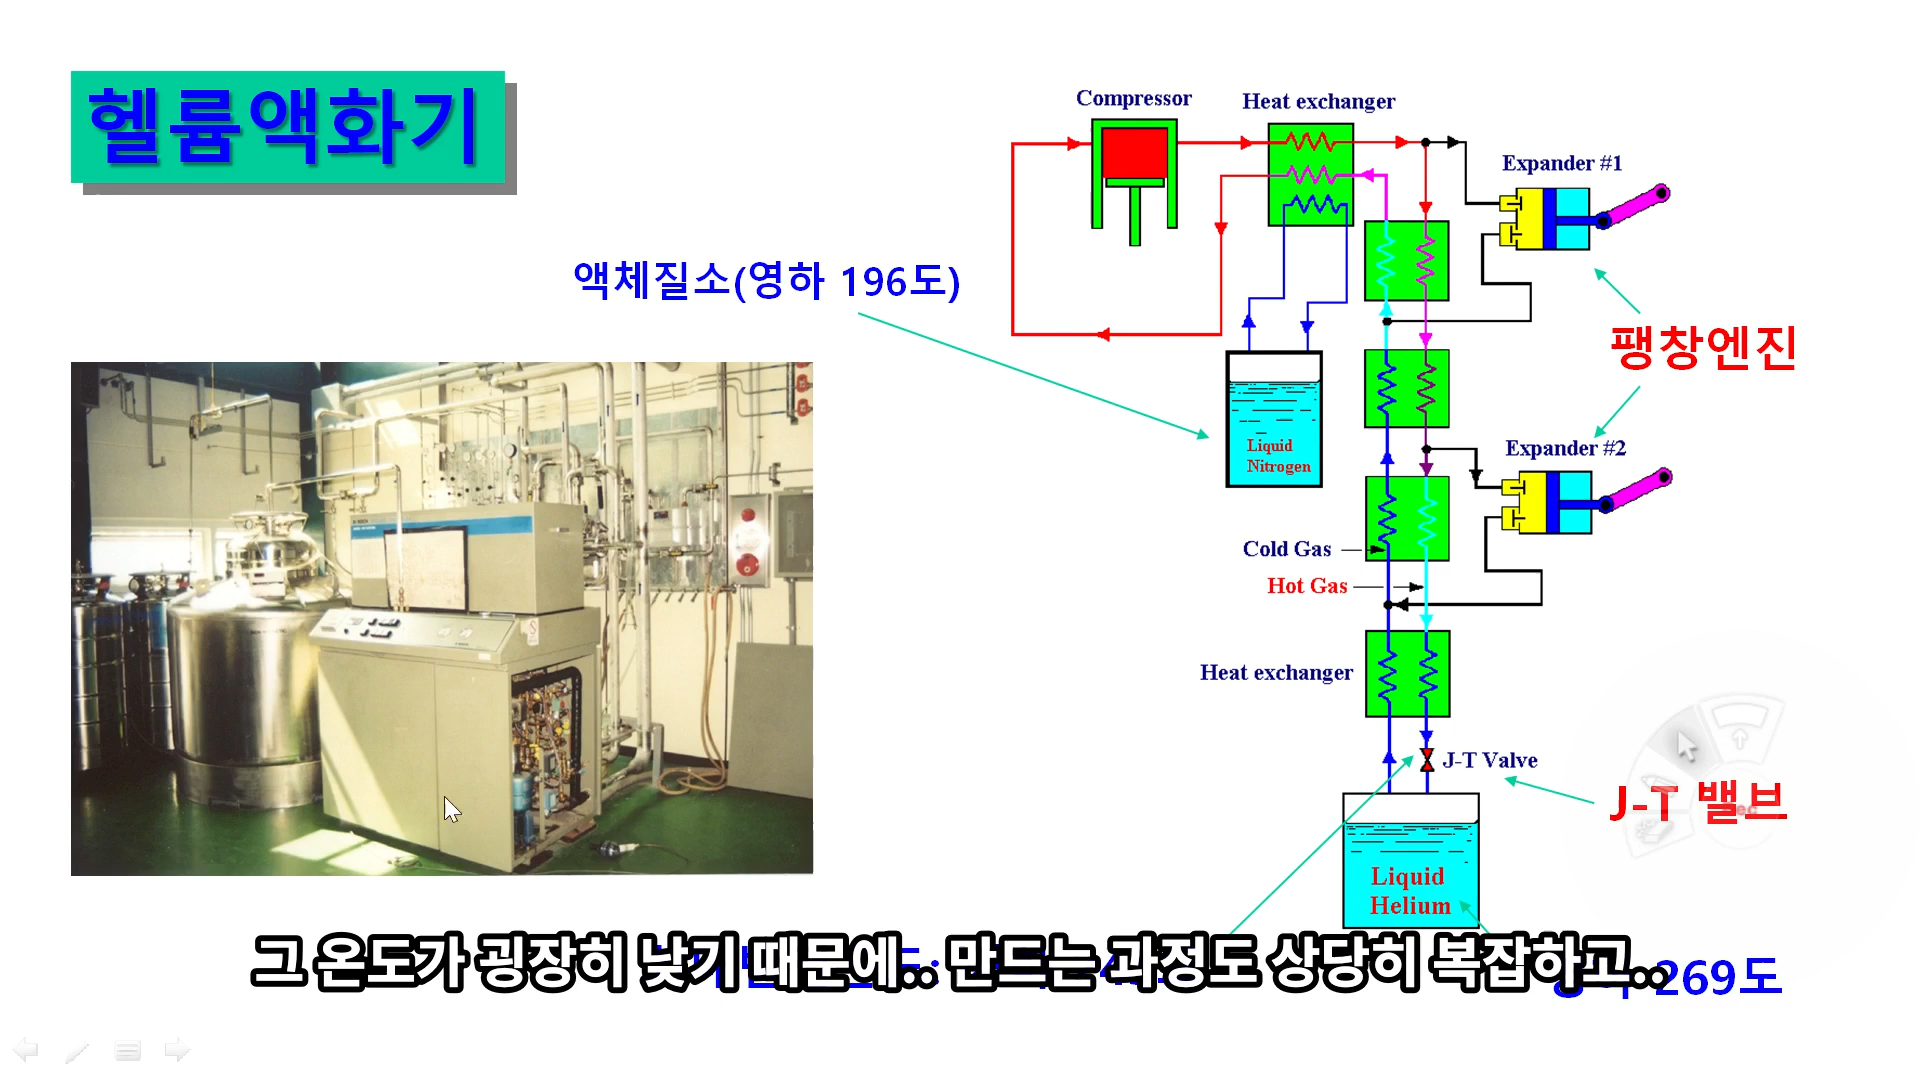 헬륨액화기
Compressor
Heat exchanger
Expander #1
액체질소(영하 196도)
팽창엔진
Liquid
Nitrogen
Expander #2
Cold Gas
Hot Gas
Heat exchanger
J-T Valve
J-T 밸브
Liquid
Helium
269도
그 온도가 굉장히 낮기 때문에.. 만드는 과정도 상당히 복잡하고..